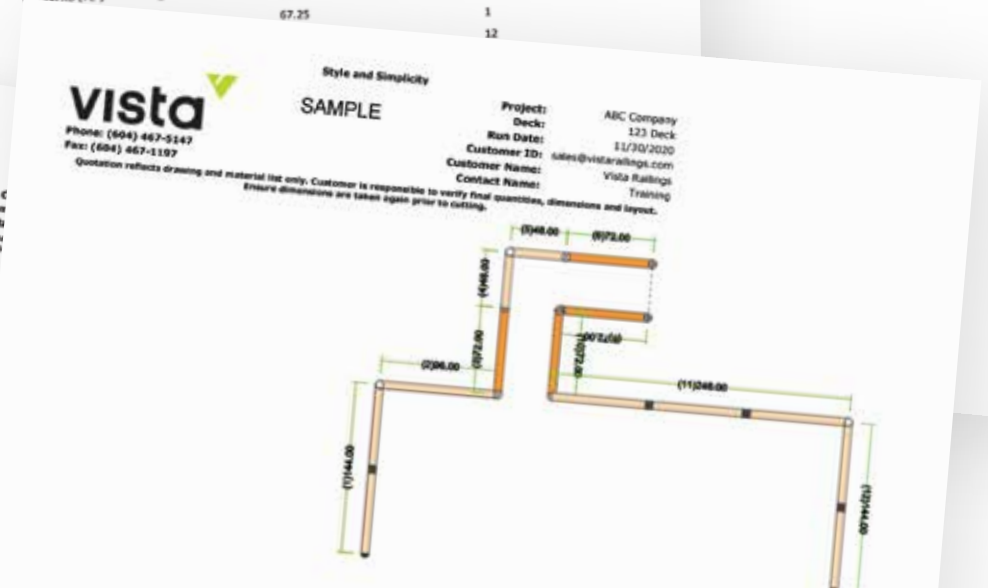 67.25
1
12
Style and Simplicity
vista
SAMPLE
Phone: (604) 467-5147
Fax: (604) 467-1197
Project: ABC Company
Deck: 123 Deck
Run Date: 11/30/2020
Customer ID: sales@vistarailings.com
Customer Name: Vista Railings
Contact Name: Training
Quotation reflects drawing and material list only. Customer is responsible to verify final quantities, dimensions and layout.
Ensure dimensions are taken again prior to cutting.
(5)48.00
(6)72.00
(4)48.00
(3)72.00
(10)72.00
(2)96.00
(11)248.00
(1)144.00
(12)144.00